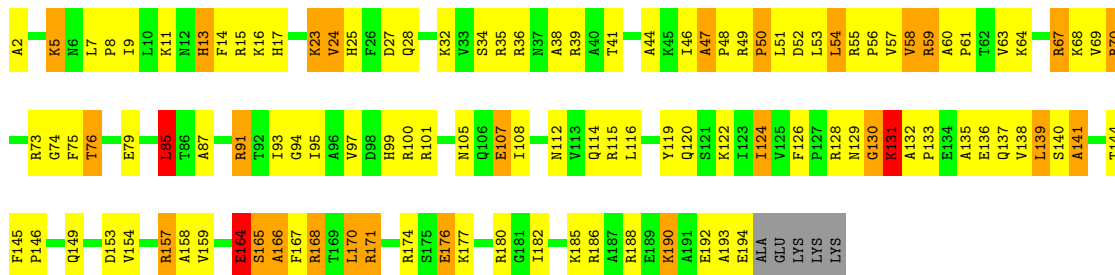 A2 K5 N6 L7 P8 I9 L10 K11 N12 H13 F14 R15 K16 H17 K23 V24 H25 F26 D27 Q28 K32 V33 S34 R35 R36 N37 A38 R39 A40 T41 A44 K45 I46 A47 P48 R49 P50 L51 D52 L53 L54 R55 P56 V57 V58 R59 A60 P61 T62 V63 K64 R67 K68 V69
R73 G74 F75 T76 E79 L85 T86 A87 R91 T92 I93 G94 I95 A96 V97 D98 H99 R100 R101 N105 Q106 E107 I108 N112 V113 Q114 R115 L116 Y119 Q120 S121 K122 I123 I124 V125 F126 P127 R128 N129 G130 K131 A132 P133 E134 A135 E136 Q137 V138 L139 S140 A141
F145 P146 Q149 D153 V154 R157 A158 V159 E164 S165 A166 F167 R168 T169 L170 R171 R174 S175 E176 K177 R180 G181 I182 K185 R186 A187 R188 E189 K190 A191 E192 A193 E194 ALA GLU LYS LYS LYS